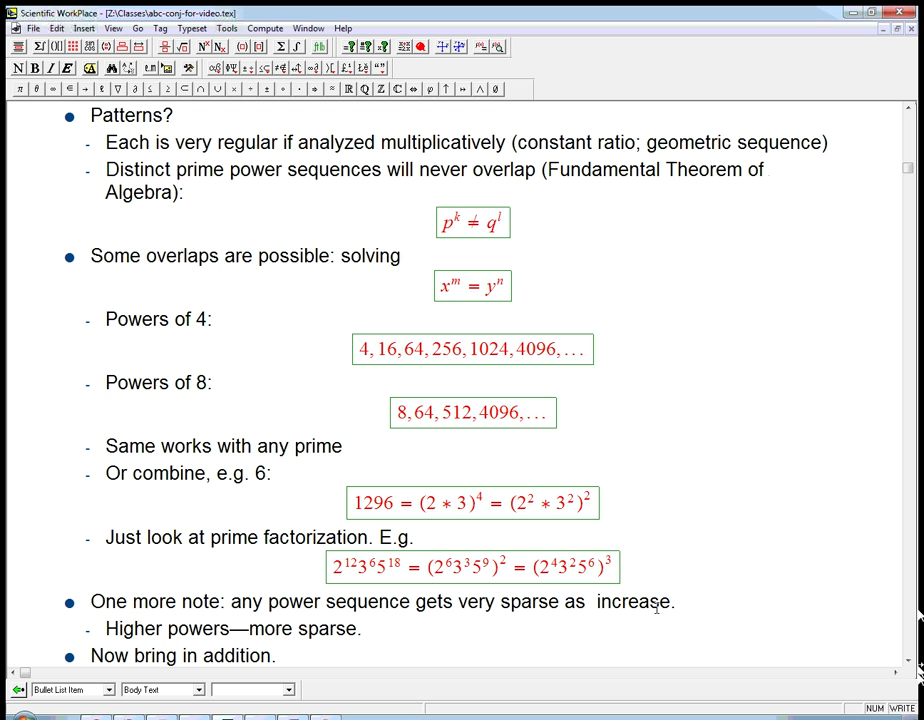 Scientific WorkPlace - [Z:\Classes\abc-conj-for-video.tex]
File Edit Insert View Go Tag Typeset Tools Compute Window Help
Patterns?
- Each is very regular if analyzed multiplicatively (constant ratio; geometric sequence)
- Distinct prime power sequences will never overlap (Fundamental Theorem of
Algebra):
p^k ≠ q^l
Some overlaps are possible: solving
x^m = y^n
- Powers of 4:
4, 16, 64, 256, 1024, 4096, …
- Powers of 8:
8, 64, 512, 4096, …
- Same works with any prime
- Or combine, e.g. 6:
1296 = (2 * 3)^4 = (2^2 * 3^2)^2
- Just look at prime factorization. E.g.
2^12 3^6 5^18 = (2^6 3^3 5^9)^2 = (2^4 3^2 5^6)^3
One more note: any power sequence gets very sparse as increase.
- Higher powers—more sparse.
Now bring in addition.
Bullet List Item Body Text
NUM WRITE